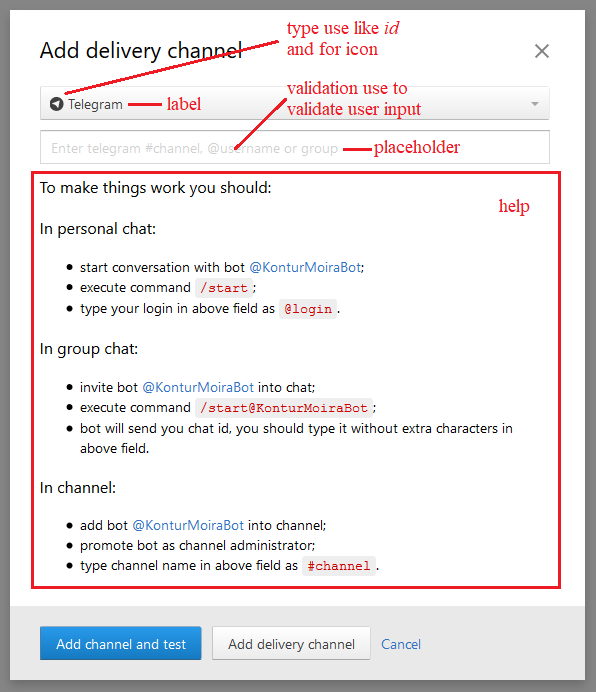 type use like id
and for icon
Add delivery channel
validation use to
validate user input
Telegram
label
Enter telegram #channel, @username or group
placeholder
To make things work you should:
help
In personal chat:
start conversation with bot @KonturMoiraBot;
execute command /start;
type your login in above field as @login.
In group chat:
invite bot @KonturMoiraBot into chat;
execute command /start@KonturMoiraBot;
bot will send you chat id, you should type it without extra characters in
above field.
In channel:
add bot @KonturMoiraBot into channel;
promote bot as channel administrator;
type channel name in above field as #channel.
Add channel and test
Add delivery channel
Cancel